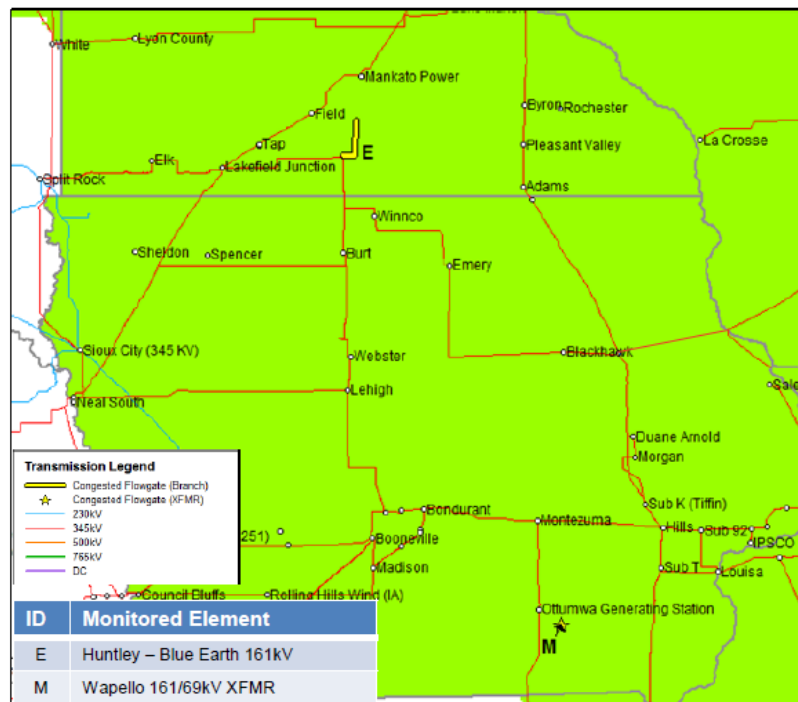 White
Lyon County
Mankato Power
Field
Byron
Rochester
Tap
E
Pleasant Valley
La Crosse
Elk
Lakefield Junction
Split Rock
Adams
Winnco
Sheldon
Spencer
Burt
Emery
Sioux City (345 KV)
Webster
Blackhawk
Lehigh
Neal South
Duane Arnold
Morgan
Transmission Legend
Congested Flowgate (Branch)
Congested Flowgate (XFMR)
230kV
345kV
500kV
765kV
DC
Sub K (Tiffin)
Bondurant
Montezuma
Hills
Sub 92
IPSCO
251)
Booneville
Madison
Sub T
Louisa
Council Bluffs
Rollina Hills Wind (IA)
Ottumwa Generating Station
M
ID Monitored Element
E Huntley – Blue Earth 161kV
M Wapello 161/69kV XFMR